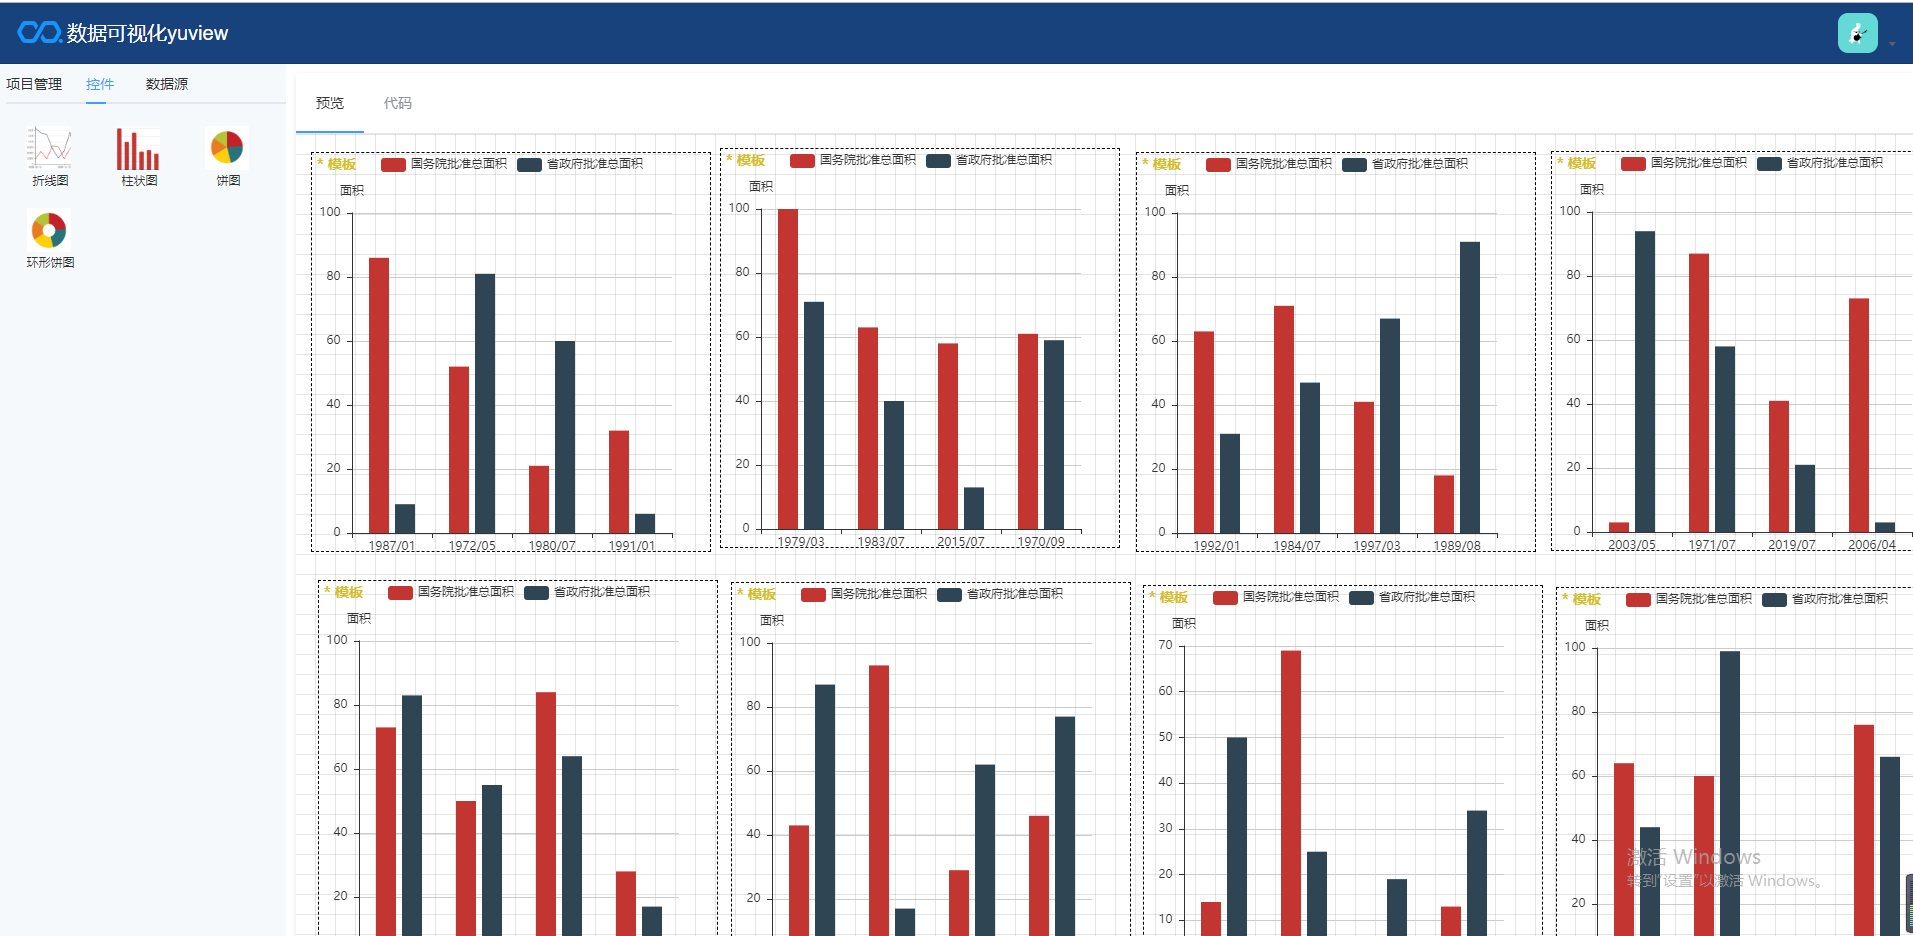 数据可视化yuview
项目管理 控件 数据源
折线图 柱状图 饼图
环形饼图
预览 代码
* 模板 国务院批准总面积 省政府批准总面积
面积
100
80
60
40
20
0
1987/01 1972/05 1980/07 1991/01
* 模板 国务院批准总面积 省政府批准总面积
面积
100
80
60
40
20
0
1979/03 1983/07 2015/07 1970/09
* 模板 国务院批准总面积 省政府批准总面积
面积
100
80
60
40
20
0
1992/01 1984/07 1997/03 1989/08
* 模板 国务院批准总面积 省政府批准总面积
面积
100
80
60
40
20
0
2003/05 1971/07 2019/07 2006/04
* 模板 国务院批准总面积 省政府批准总面积
面积
100
80
60
40
20
* 模板 国务院批准总面积 省政府批准总面积
面积
100
80
60
40
20
* 模板 国务院批准总面积 省政府批准总面积
面积
70
60
50
40
30
20
10
* 模板 国务院批准总面积 省政府批准总面积
面积
100
80
60
40
20
激活 Windows
转到"设置"以激活 Windows。